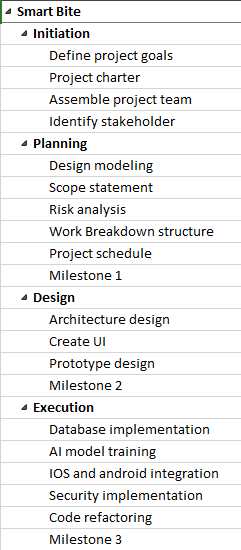 Smart Bite
Initiation
Define project goals
Project charter
Assemble project team
Identify stakeholder
Planning
Design modeling
Scope statement
Risk analysis
Work Breakdown structure
Project schedule
Milestone 1
Design
Architecture design
Create UI
Prototype design
Milestone 2
Execution
Database implementation
AI model training
IOS and android integration
Security implementation
Code refactoring
Milestone 3